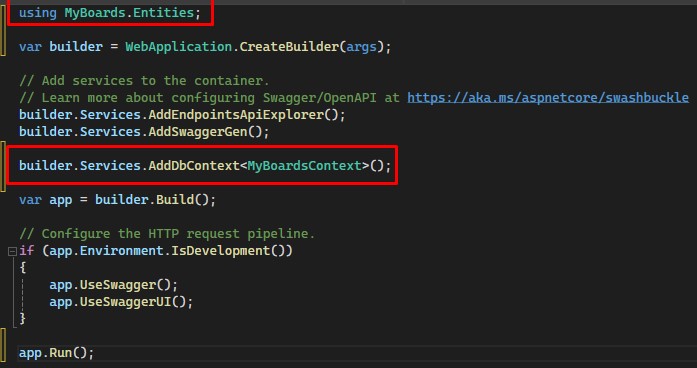 using MyBoards.Entities;
var builder = WebApplication.CreateBuilder(args);
// Add services to the container.
// Learn more about configuring Swagger/OpenAPI at https://aka.ms/aspnetcore/swashbuckle
builder.Services.AddEndpointsApiExplorer();
builder.Services.AddSwaggerGen();
builder.Services.AddDbContext<MyBoardsContext>();
var app = builder.Build();
// Configure the HTTP request pipeline.
if (app.Environment.IsDevelopment())
{
    app.UseSwagger();
    app.UseSwaggerUI();
}
app.Run();